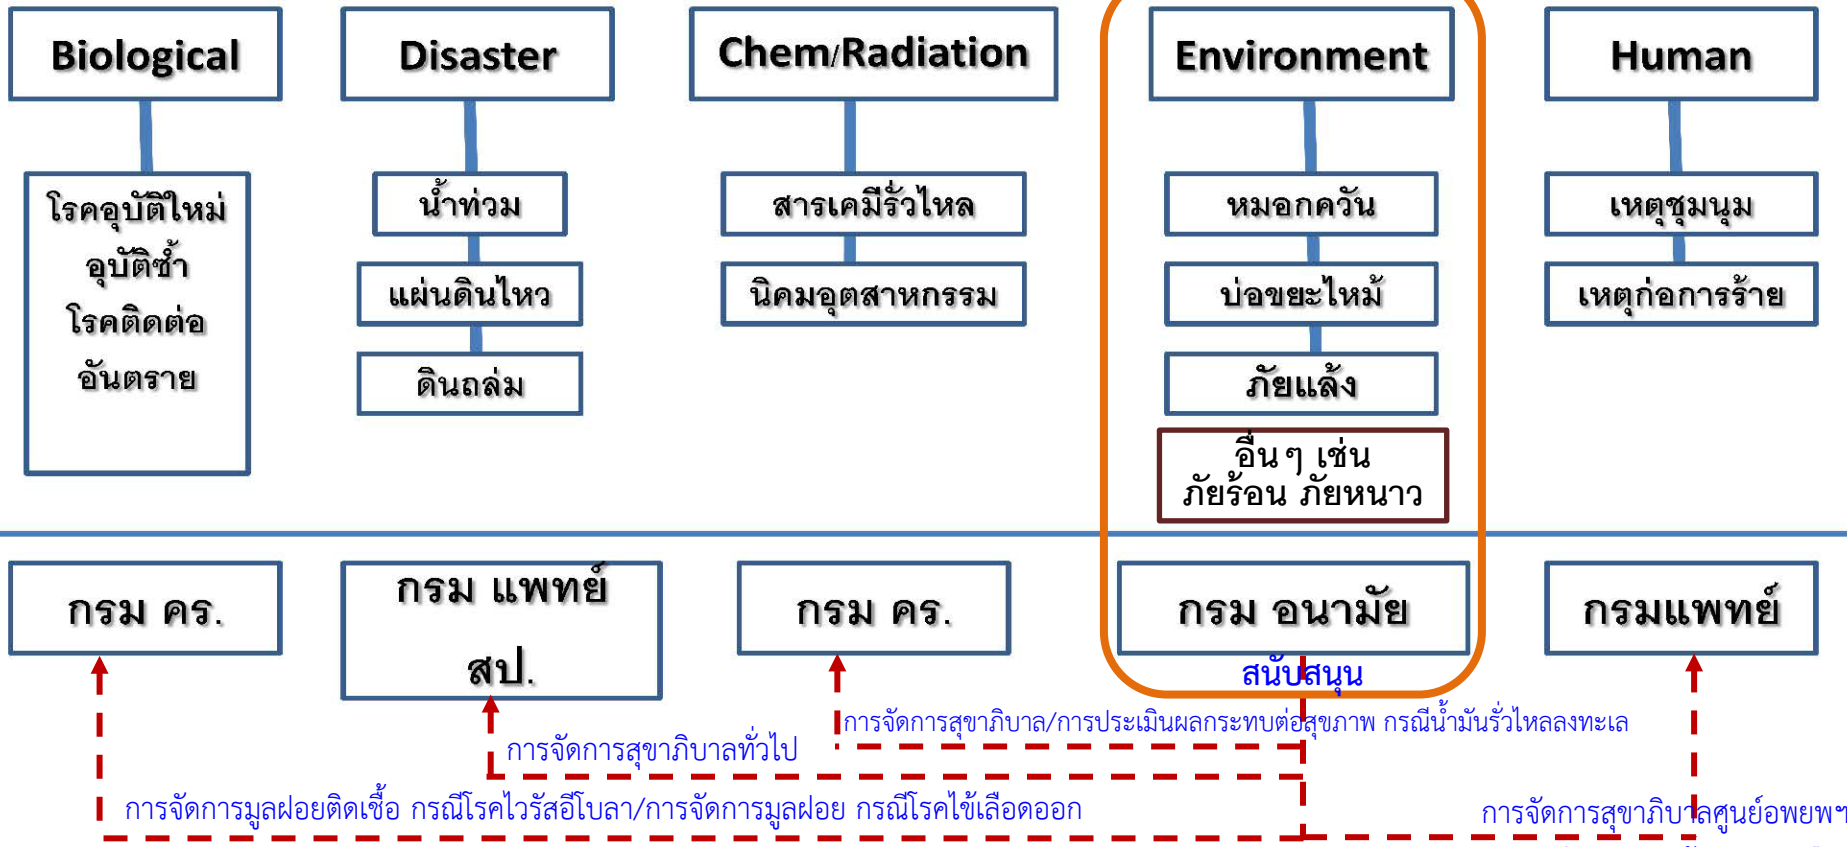 Biological
Disaster
Chem/Radiation
Environment
Human
โรคอุบัติใหม่
อุบัติซ้ำ
โรคติดต่อ
อันตราย
น้ำท่วม
แผ่นดินไหว
ดินถล่ม
สารเคมีรั่วไหล
นิคมอุตสาหกรรม
หมอกควัน
บ่อขยะไหม้
ภัยแล้ง
อื่นๆ เช่น
ภัยร้อน ภัยหนาว
เหตุชุมนุม
เหตุก่อการร้าย
กรม คร.
กรม แพทย์
สป.
กรม คร.
กรม อนามัย
กรมแพทย์
สนับสนุน
การจัดการสุขาภิบาล/การประเมินผลกระทบต่อสุขภาพ กรณีน้ำมันรั่วไหลลงทะเล
การจัดการสุขาภิบาลทั่วไป
การจัดการมูลฝอยติดเชื้อ กรณีโรคไวรัสอีโบลา/การจัดการมูลฝอย กรณีโรคไข้เลือดออก
การจัดการสุขาภิบาลศูนย์อพยพฯ